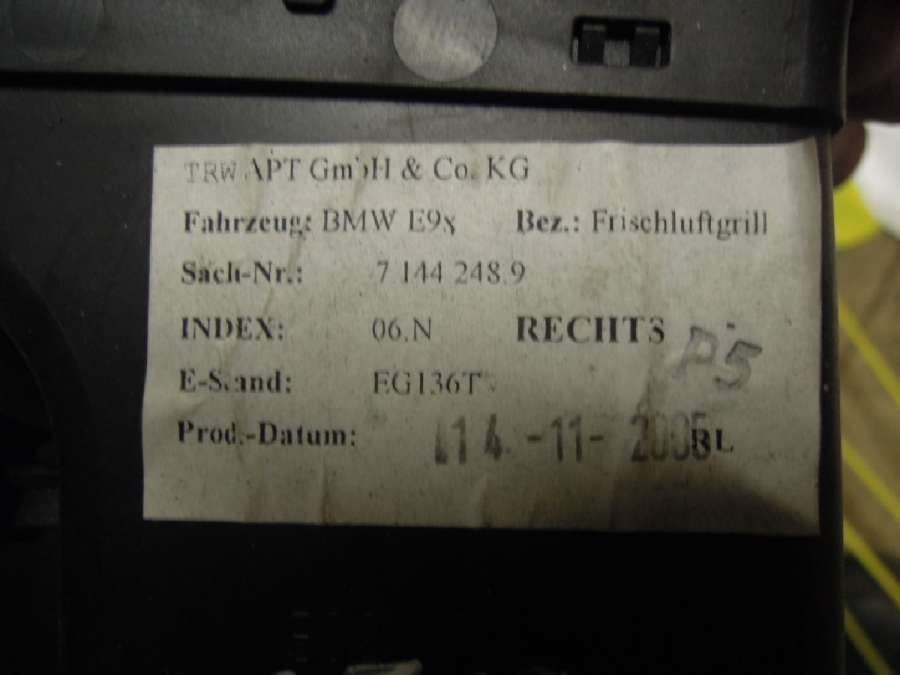 TRW APT GmbH & Co. KG
Fahrzeug: BMW E9x Bez.: Frischluftgrill
Sach-Nr.: 7 144 248.9
INDEX: 06.N RECHTS P5
E-Stand: EG136T
Prod.-Datum: 14 -11- 2005 BL